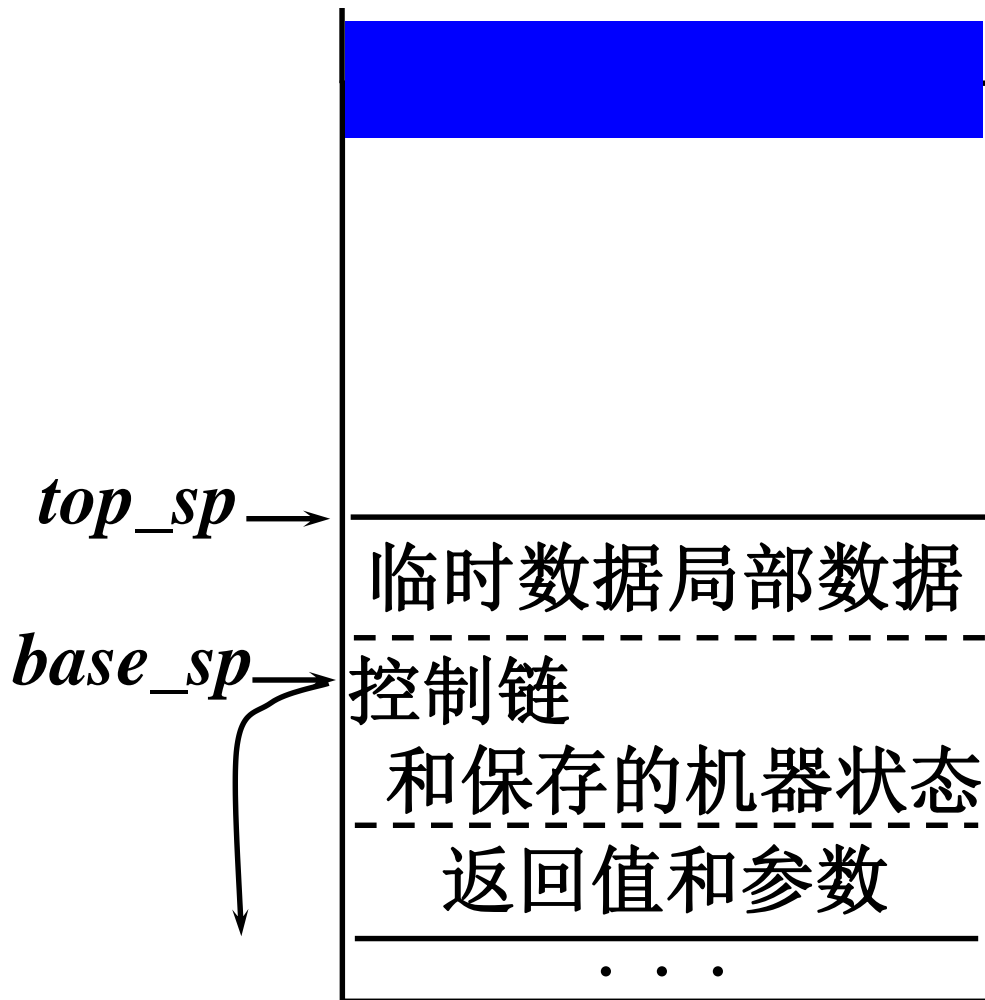 top_sp
临时数据局部数据
base_sp
控制链
和保存的机器状态
返回值和参数
. . .